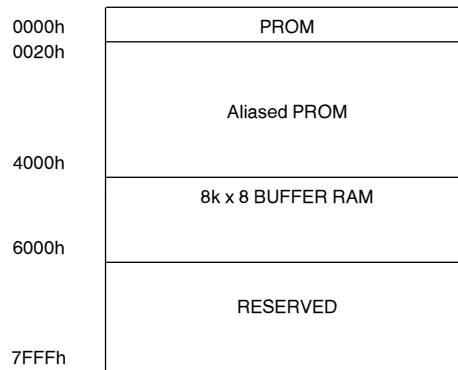 0000h PROM
0020h
Aliased PROM
4000h
8k x 8 BUFFER RAM
6000h
RESERVED
7FFFh